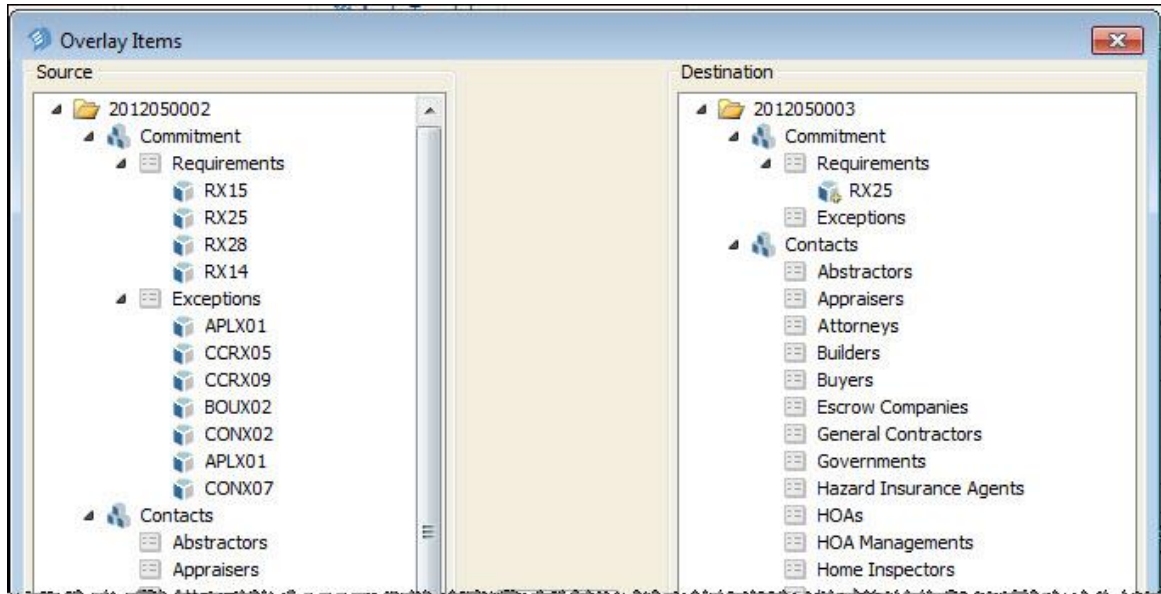 Overlay Items
Source
2012050002
Commitment
Requirements
RX15
RX25
RX28
RX14
Exceptions
APLX01
CCRX05
CCRX09
BOUX02
CONX02
APLX01
CONX07
Contacts
Abstractors
Appraisers
Destination
2012050003
Commitment
Requirements
RX25
Exceptions
Contacts
Abstractors
Appraisers
Attorneys
Builders
Buyers
Escrow Companies
General Contractors
Governments
Hazard Insurance Agents
HOAs
HOA Managements
Home Inspectors